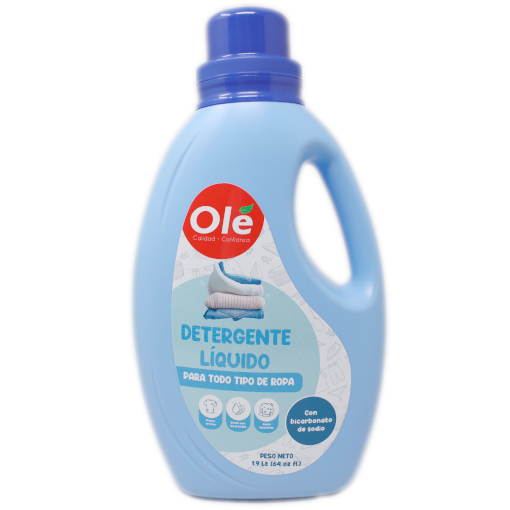 Olé
Calidad - Confianza
DETERGENTE
LÍQUIDO
PARA TODO TIPO DE ROPA
Con
bicarbonato
de sodio
PESO NETO
1.9 Lt (64 oz fl.)